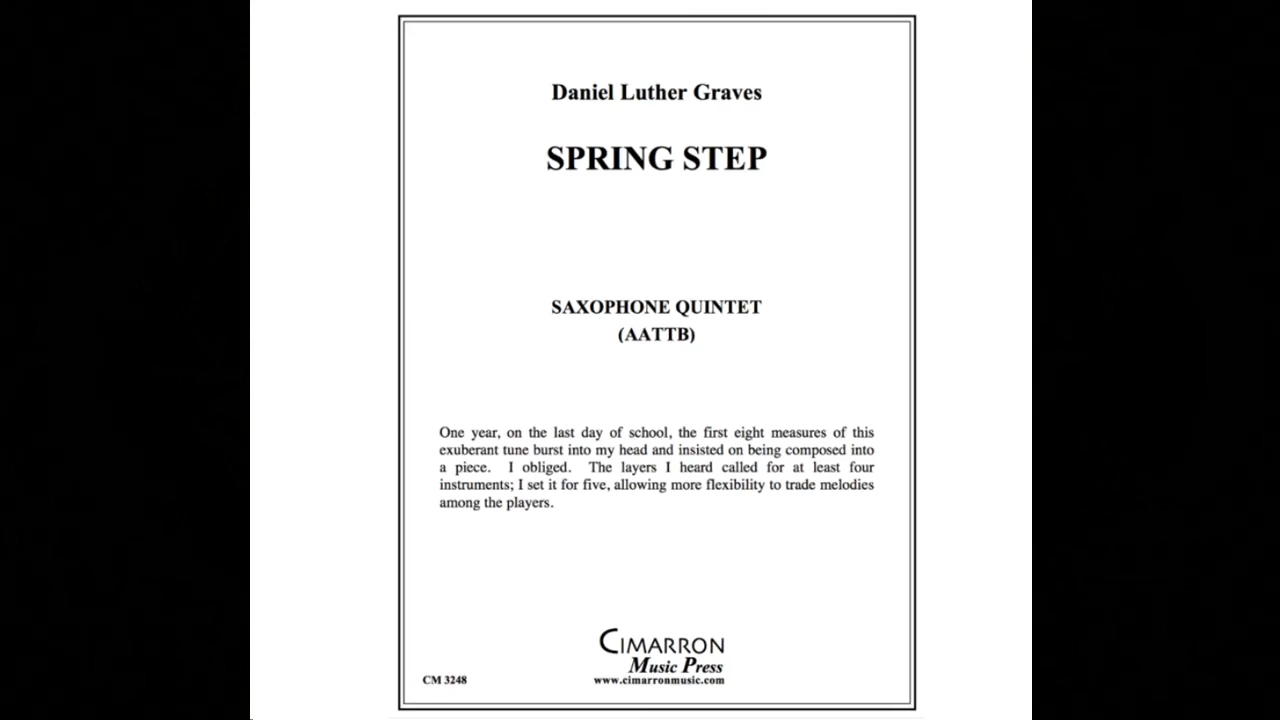 Daniel Luther Graves
SPRING STEP
SAXOPHONE QUINTET
(AATTB)
One year, on the last day of school, the first eight measures of this
exuberant tune burst into my head and insisted on being composed into
a piece. I obliged. The layers I heard called for at least four
instruments; I set it for five, allowing more flexibility to trade melodies
among the players.
CIMARRON
Music Press
www.cimarronmusic.com
CM 3248